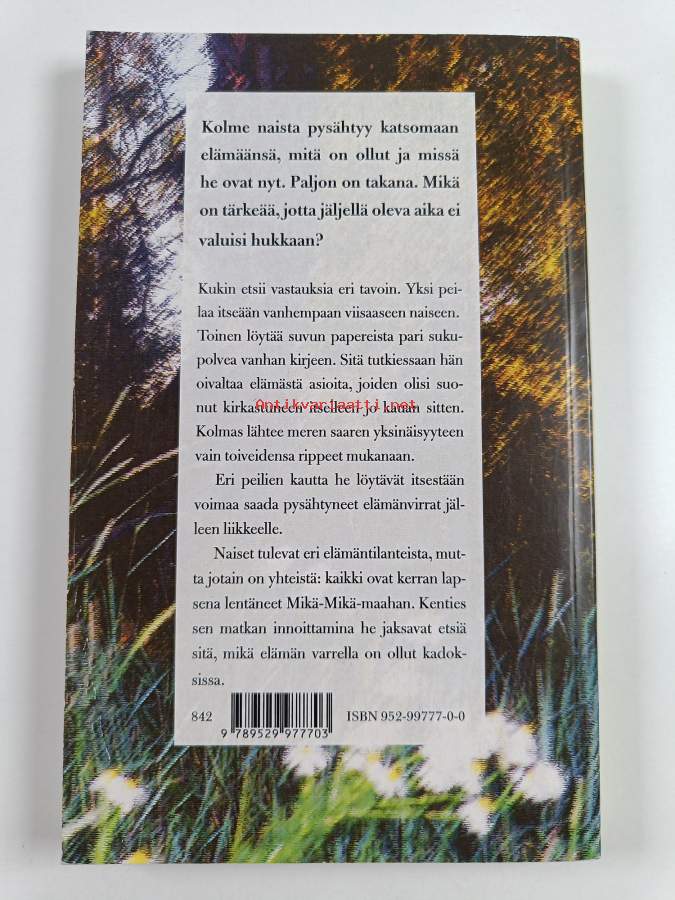 Kolme naista pysähtyy katsomaan
elämäänsä, mitä on ollut ja missä
he ovat nyt. Paljon on takana. Mikä
on tärkeää, jotta jäljellä oleva aika ei
valuisi hukkaan?
Kukin etsii vastauksia eri tavoin. Yksi pei-
laa itseään vanhempaan viisaaseen naiseen.
Toinen löytää suvun papereista pari suku-
polvea vanhan kirjeen. Sitä tutkiessaan hän
oivaltaa elämästä asioita, joiden olisi suo-
nut kirkastuneen itselleen jo kauan sitten.
Antikvariaatti.net
Kolmas lähtee meren saaren yksinäisyyteen
vain toiveidensa rippeet mukanaan.
Eri peilien kautta he löytävät itsestään
voimaa saada pysähtyneet elämänvirrat jäl-
leen liikkeelle.
Naiset tulevat eri elämäntilanteista, mut-
ta jotain on yhteistä: kaikki ovat kerran lap-
sena lentäneet Mikä-Mikä-maahan. Kenties
sen matkan innoittamina he jaksavat etsiä
sitä, mikä elämän varrella on ollut kadok-
sissa.
842 ISBN 952-99777-0-0
9 789529 977703